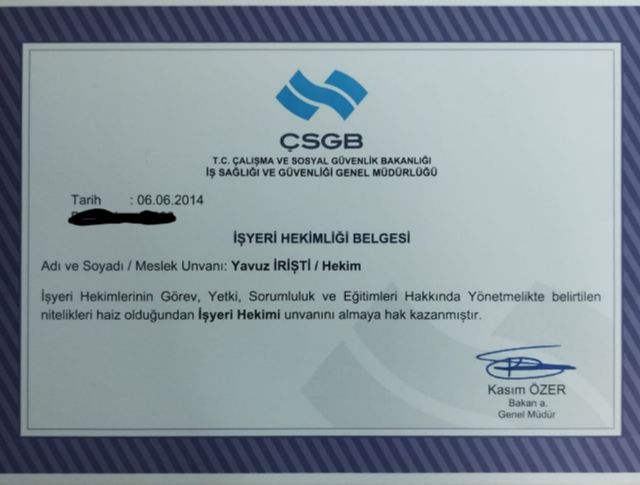 ÇSGB
T.C. ÇALIŞMA VE SOSYAL GÜVENLİK BAKANLIĞI
İŞ SAĞLIĞI VE GÜVENLİĞİ GENEL MÜDÜRLÜĞÜ
Tarih : 06.06.2014
İŞYERİ HEKİMLİĞİ BELGESİ
Adı ve Soyadı / Meslek Unvanı: Yavuz İRİŞTİ / Hekim
İşyeri Hekimlerinin Görev, Yetki, Sorumluluk ve Eğitimleri Hakkında Yönetmelikte belirtilen
nitelikleri haiz olduğundan İşyeri Hekimi unvanını almaya hak kazanmıştır.
Kasım ÖZER
Bakan a.
Genel Müdür